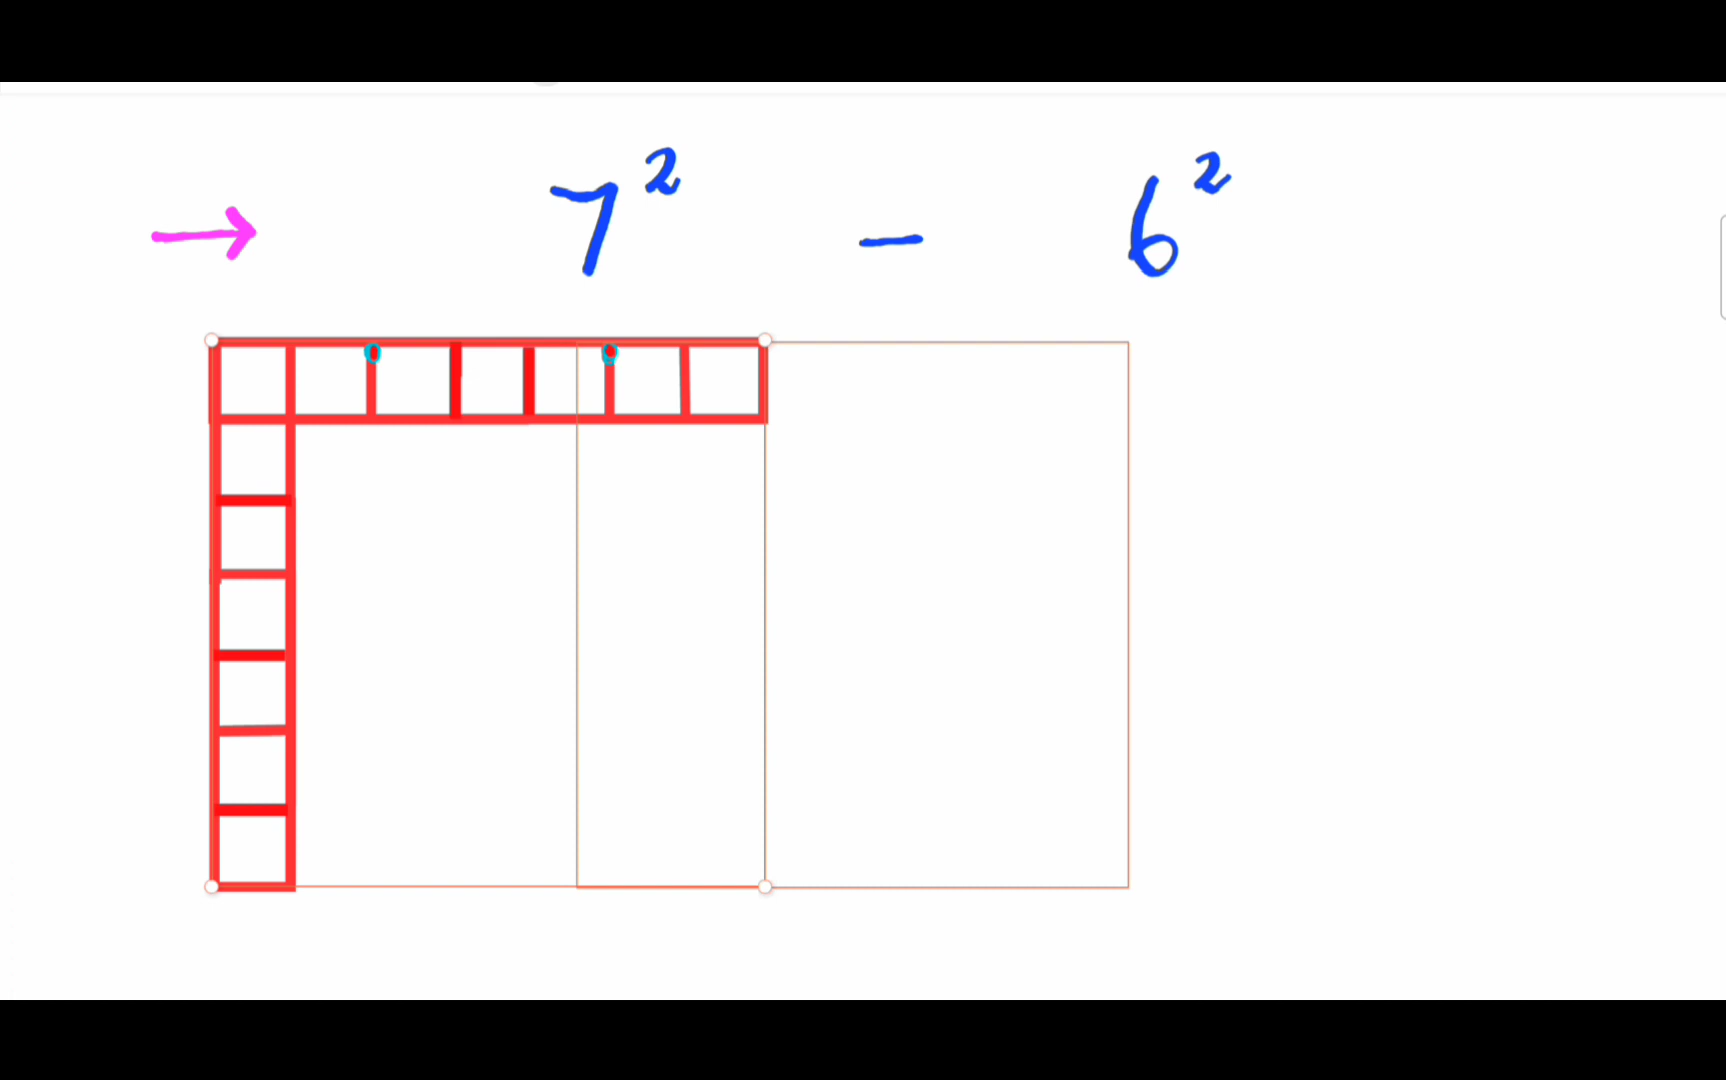 → 7² - 6²